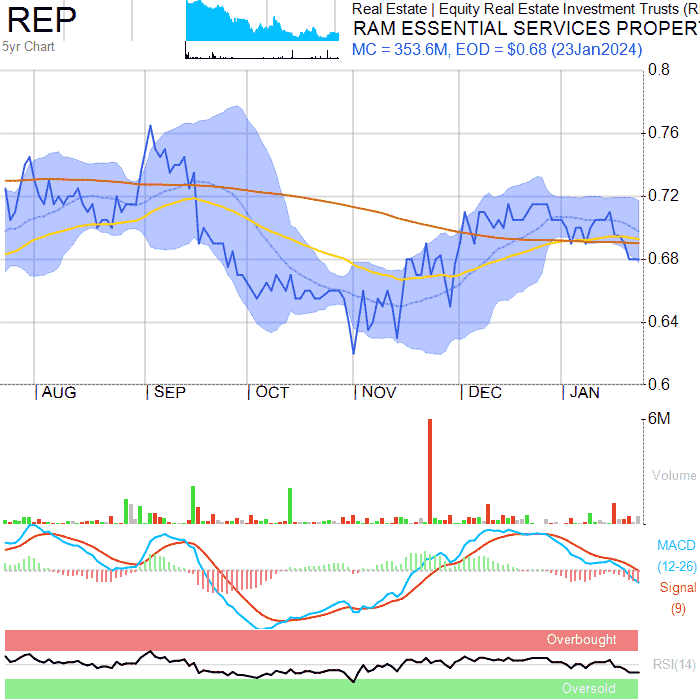 REP
5yr Chart
Real Estate | Equity Real Estate Investment Trusts (R
RAM ESSENTIAL SERVICES PROPERT
MC = 353.6M, EOD = $0.68 (23Jan2024)
0.8
0.76
0.72
0.68
0.64
0.6
AUG SEP OCT NOV DEC JAN
6M
Volume
MACD
(12-26)
Signal
(9)
Overbought
RSI(14)
Oversold